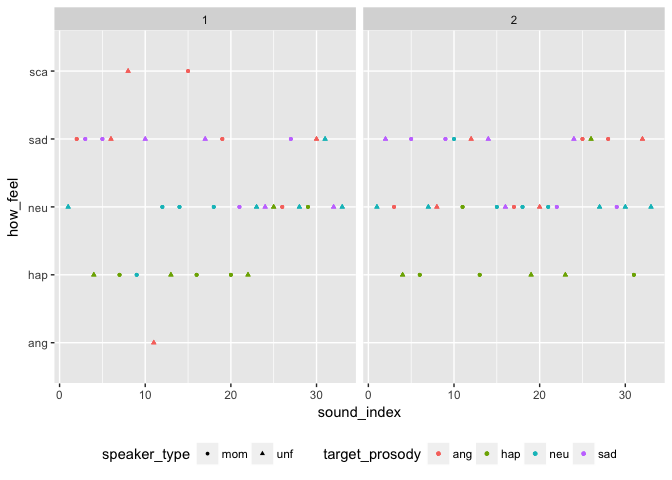 1 2
how_feel
sca
sad
neu
hap
ang
0 10 20 30 0 10 20 30
sound_index
speaker_type mom unf target_prosody ang hap neu sad